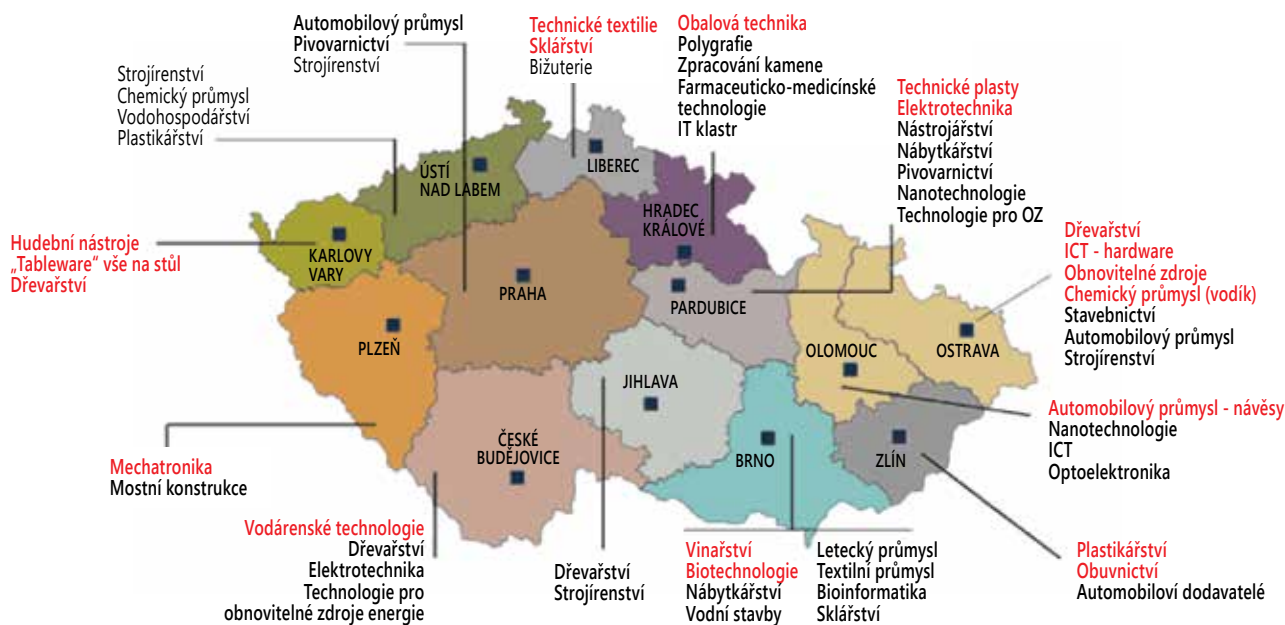 Automobilový průmysl
Pivovarnictví
Strojírenství
Technické textilie
Sklářství
Bižuterie
Obalová technika
Polygrafie
Zpracování kamene
Farmaceuticko-medicínské
technologie
IT klastr
Strojírenství
Chemický průmysl
Vodohospodářství
Plastikářství
Technické plasty
Elektrotechnika
Nástrojářství
Nábytkářství
Pivovarnictví
Nanotechnologie
Technologie pro OZ
ÚSTÍ
NAD LABEM
LIBEREC
HRADEC
KRÁLOVÉ
Hudební nástroje
„Tableware“ vše na stůl
Dřevařství
KARLOVY
VARY
PRAHA
PARDUBICE
Dřevařství
ICT - hardware
Obnovitelné zdroje
Chemický průmysl (vodík)
Stavebnictví
Automobilový průmysl
Strojírenství
PLZEŇ
JIHLAVA
OLOMOUC
OSTRAVA
Automobilový průmysl - návěsy
Nanotechnologie
ICT
Optoelektronika
Mechatronika
Mostní konstrukce
ČESKÉ
BUDĚJOVICE
BRNO
ZLÍN
Vodárenské technologie
Dřevařství
Elektrotechnika
Technologie pro
obnovitelné zdroje energie
Dřevařství
Strojírenství
Vinařství
Biotechnologie
Nábytkářství
Vodní stavby
Letecký průmysl
Textilní průmysl
Bioinformatika
Sklářství
Plastikářství
Obuvnictví
Automobiloví dodavatelé